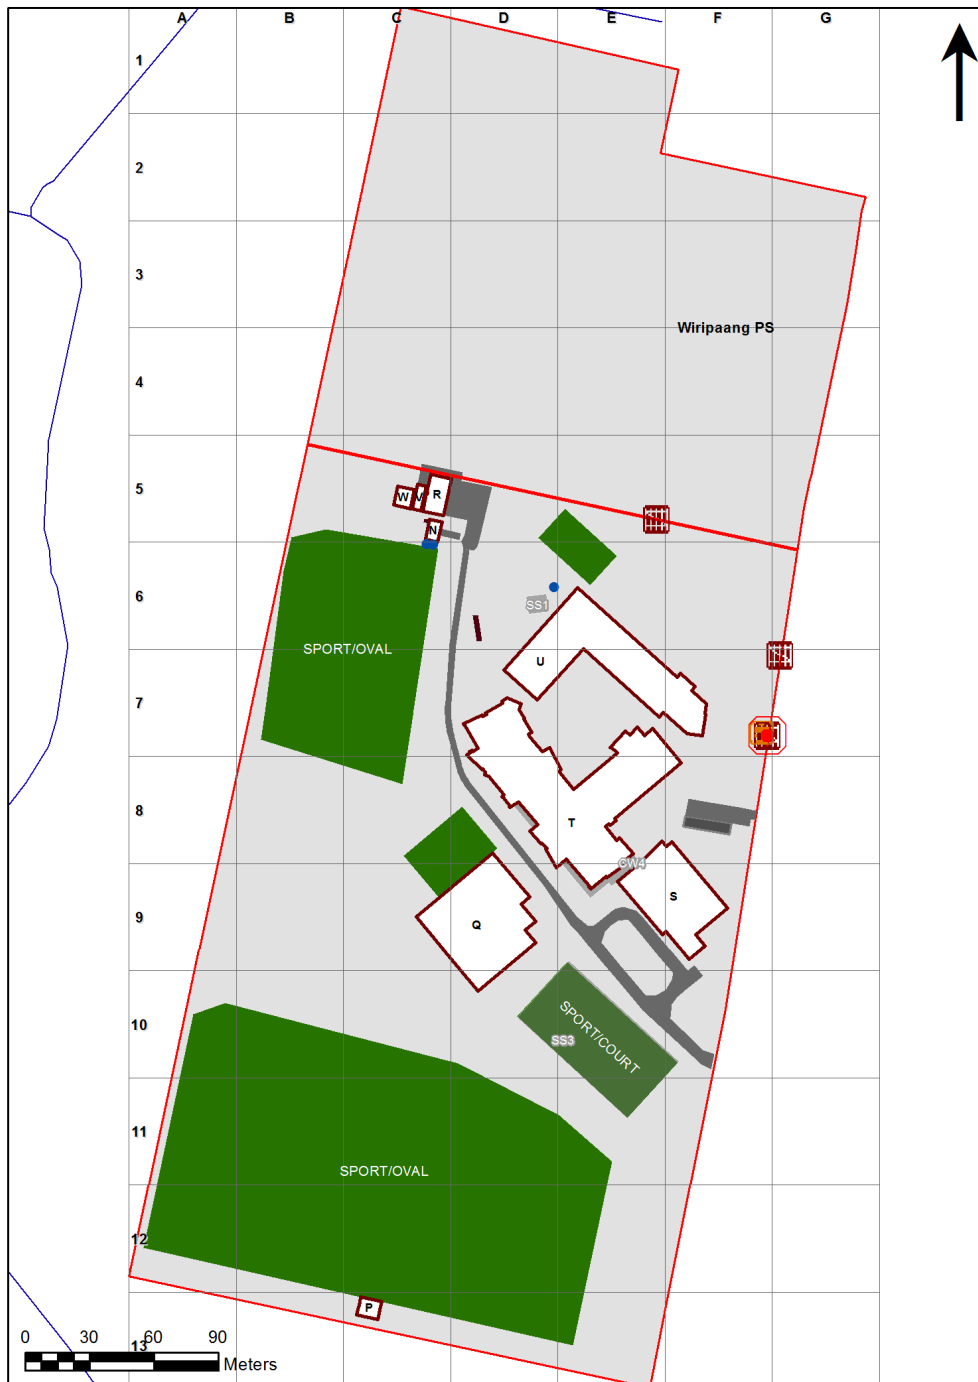 A B C D E F G
1
2
3
Wiripaang PS
4
5
W V R
N
6
SS1
SPORT/OVAL
U
7
8
T
CW4
S
9
Q
10
SPORT/COURT
SS3
11
SPORT/OVAL
12
P
13
0 30 60 90
Meters